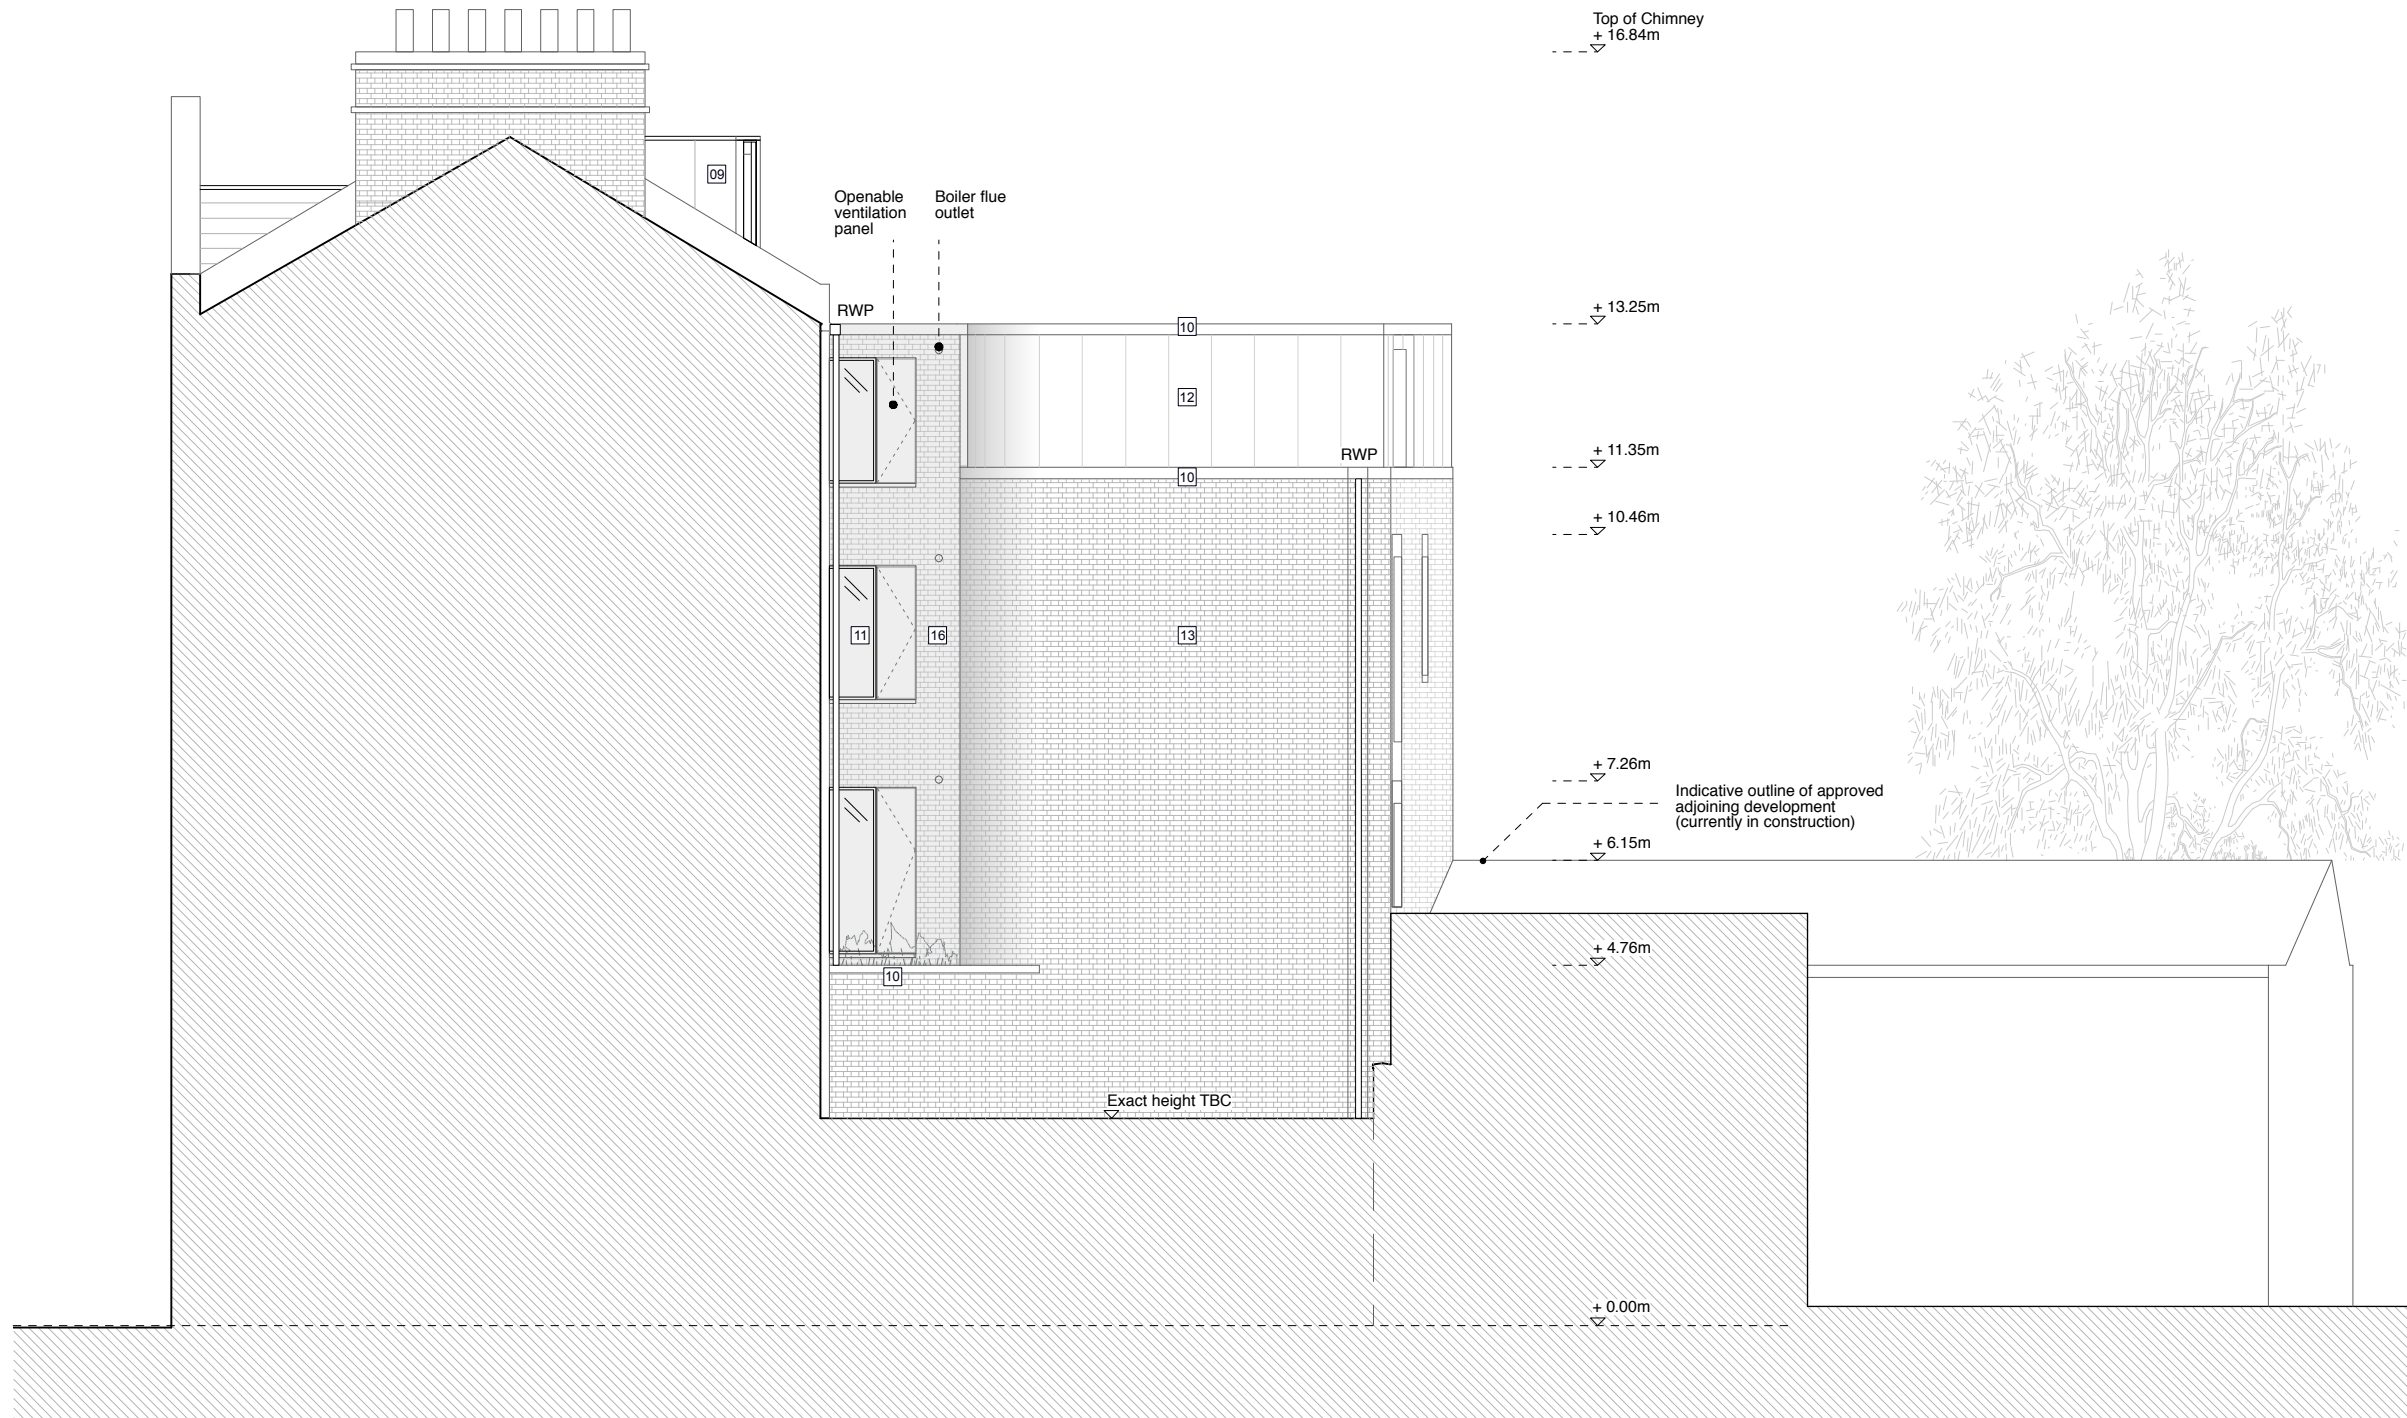 Top of Chimney
+ 16.84m
09
Openable
ventilation
panel
Boiler flue
outlet
RWP
+ 13.25m
10
12
RWP
+ 11.35m
10
+ 10.46m
11
16
13
+ 7.26m
Indicative outline of approved
adjoining development
(currently in construction)
+ 6.15m
+ 4.76m
10
Exact height TBC
+ 0.00m